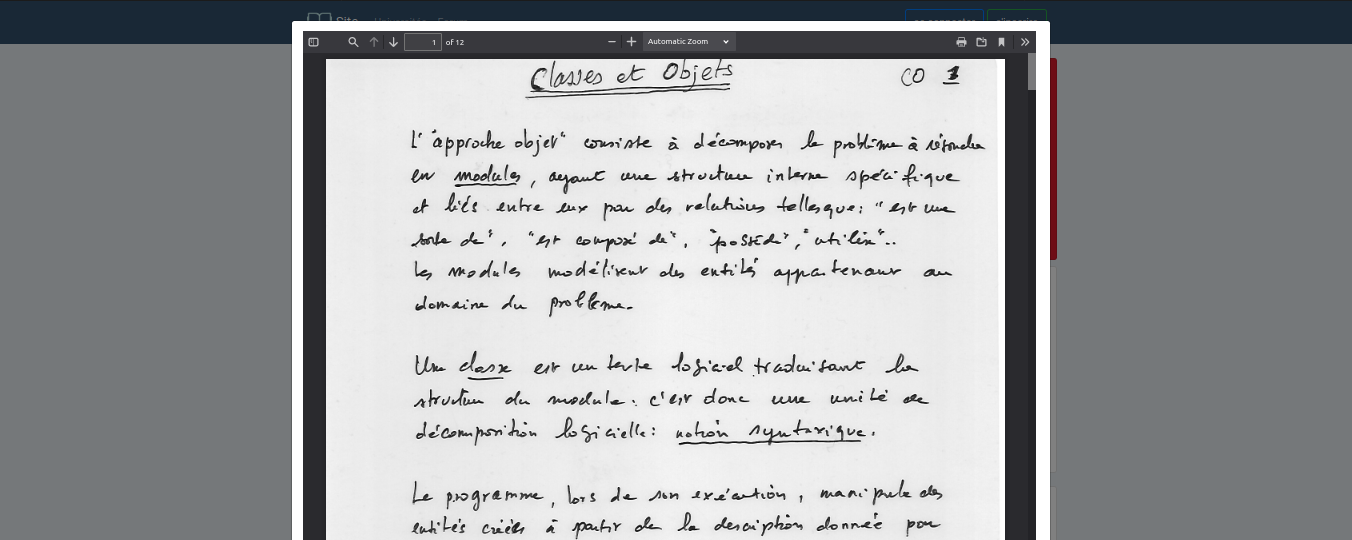 Site
1 of 12
Automatic Zoom
Classes et Objets
CO 1
L' "approche objet" consiste à décomposer le problème à résoudre
en modules, ayant une structure interne spécifique
et liés entre eux par des relations telles que : "est une
sorte de", "est composé de", "possède", "utilise"..
Les modules modélisent des entités appartenant au
domaine du problème.
Une classe est un texte logiciel traduisant la
structure du module : c'est donc une unité de
décomposition logicielle : notion syntaxique.
Le programme, lors de son exécution, manipule des
entités créées à partir de la description donnée par